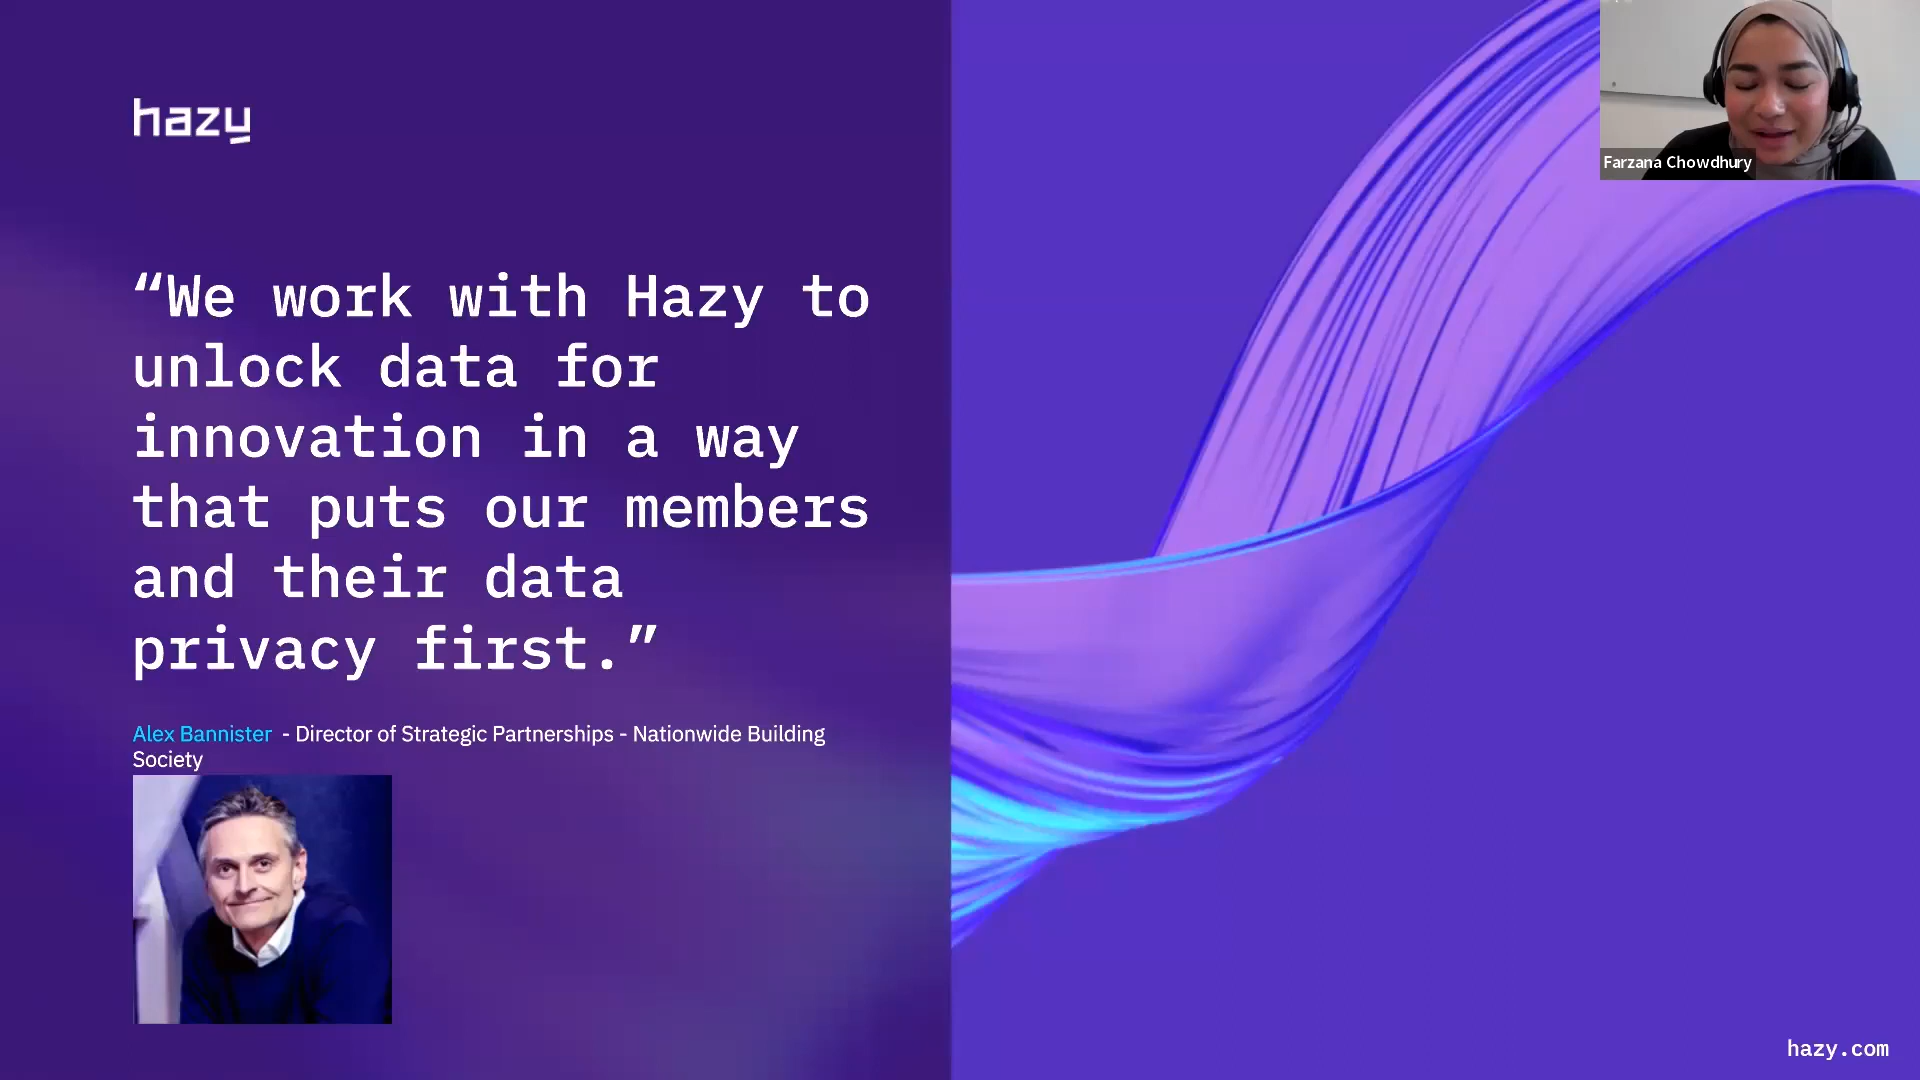 hazy
“We work with Hazy to
unlock data for
innovation in a way
that puts our members
and their data
privacy first.”
Alex Bannister - Director of Strategic Partnerships - Nationwide Building
Society
Farzana Chowdhury
hazy.com